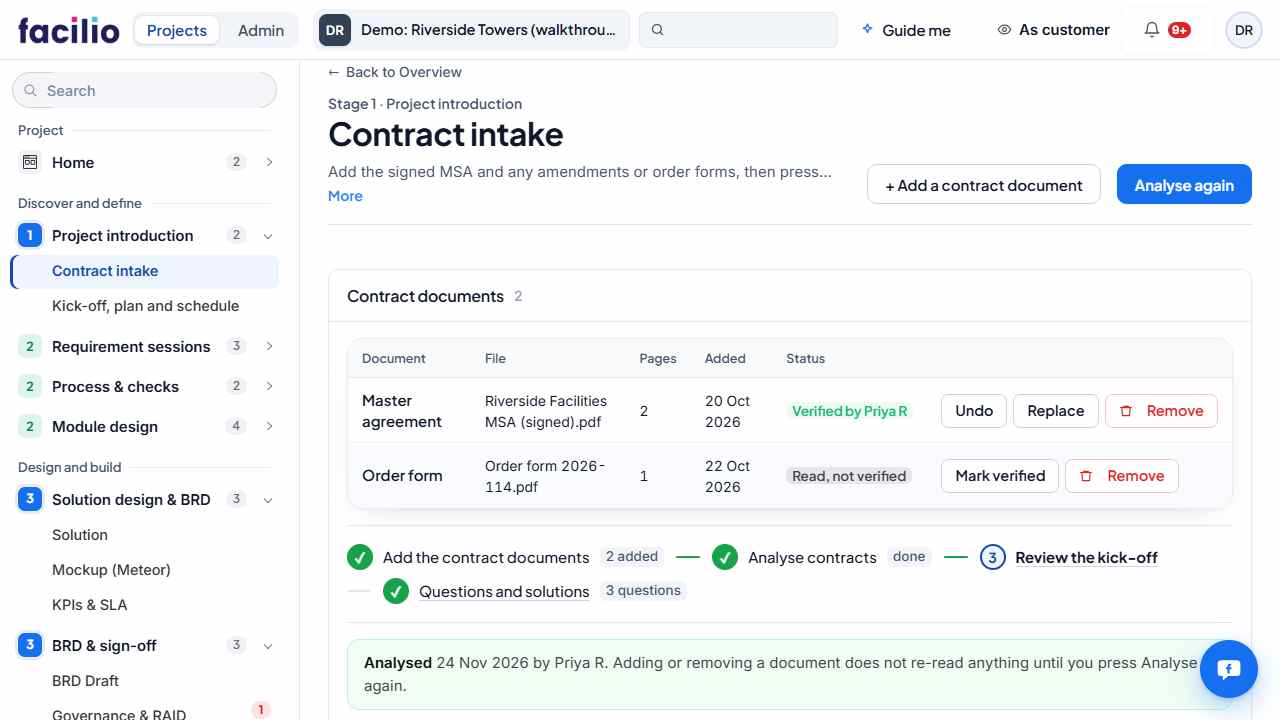 facilio
Projects
Admin
DR
Demo: Riverside Towers (walkthrou...
Guide me
As customer
9+
DR
Search
Project
Home
2
Discover and define
1
Project introduction
2
Contract intake
Kick-off, plan and schedule
2
Requirement sessions
3
2
Process & checks
2
2
Module design
4
Design and build
3
Solution design & BRD
3
Solution
Mockup (Meteor)
KPIs & SLA
3
BRD & sign-off
3
BRD Draft
Governance & RAID
1
← Back to Overview
Stage 1 · Project introduction
Contract intake
Add the signed MSA and any amendments or order forms, then press...
More
+ Add a contract document
Analyse again
Contract documents 2
Document File Pages Added Status
Master agreement
Riverside Facilities MSA (signed).pdf
2
20 Oct 2026
Verified by Priya R
Undo
Replace
Remove
Order form
Order form 2026-114.pdf
1
22 Oct 2026
Read, not verified
Mark verified
Remove
Add the contract documents 2 added
Analyse contracts done
3 Review the kick-off
Questions and solutions 3 questions
Analysed 24 Nov 2026 by Priya R. Adding or removing a document does not re-read anything until you press Analyse
again.